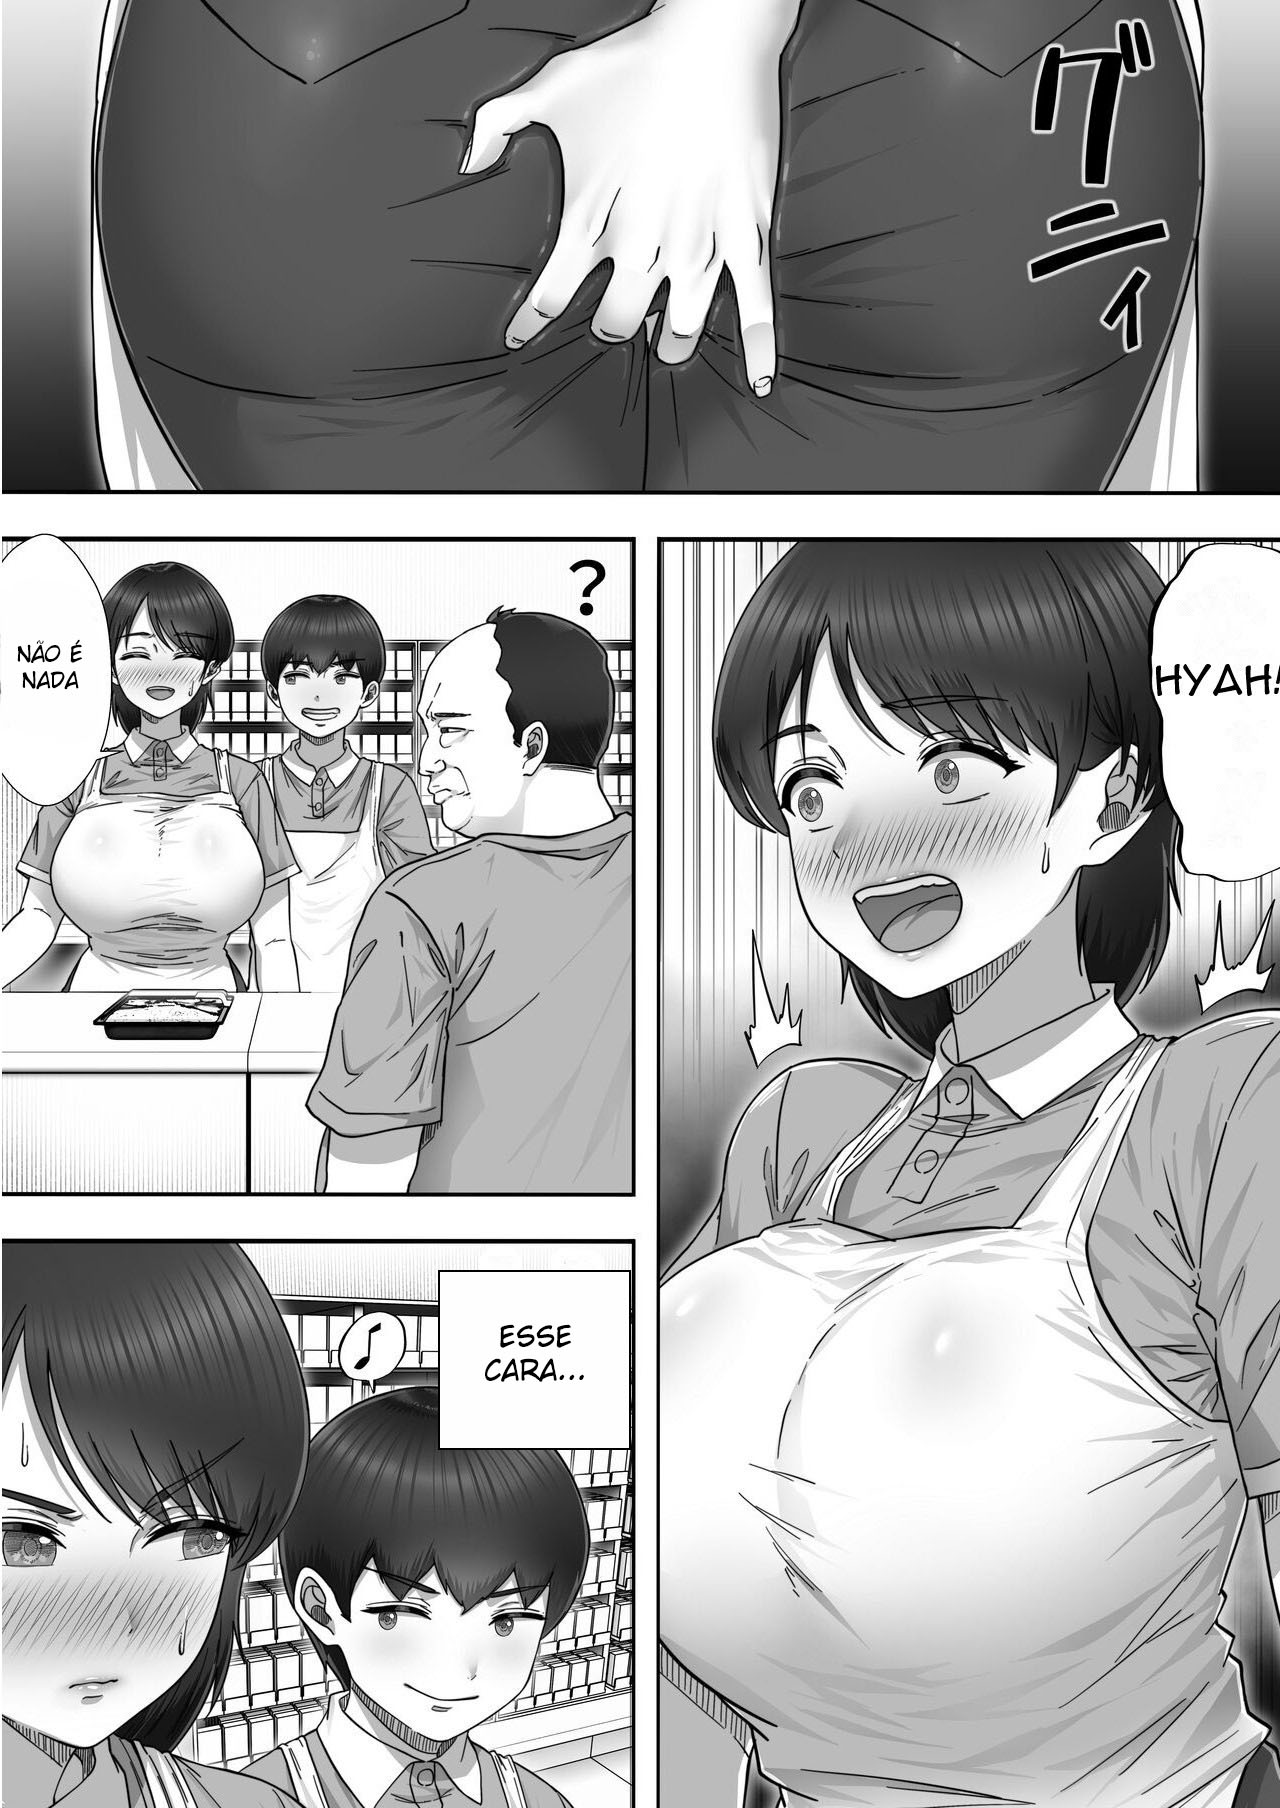 グニィ
HYAH!
?
NÃO É
NADA
ESSE
CARA...